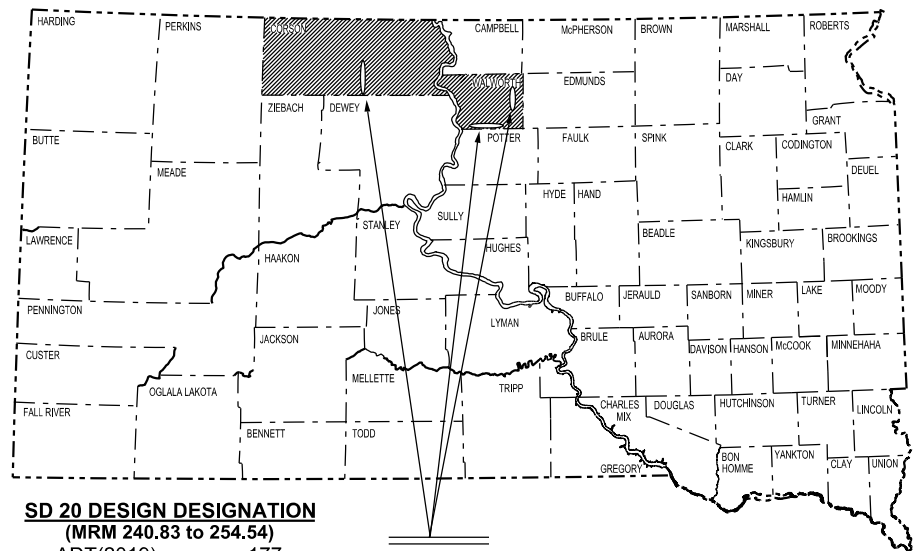 HARDING
PERKINS
CORSON
CAMPBELL
McPHERSON
BROWN
MARSHALL
ROBERTS
WALWORTH
EDMUNDS
DAY
ZIEBACH
DEWEY
GRANT
BUTTE
POTTER
FAULK
SPINK
CLARK
CODINGTON
MEADE
DEUEL
HYDE
HAND
HAMLIN
STANLEY
SULLY
LAWRENCE
HAAKON
HUGHES
BEADLE
KINGSBURY
BROOKINGS
PENNINGTON
JONES
LYMAN
BUFFALO
JERAULD
SANBORN
MINER
LAKE
MOODY
CUSTER
JACKSON
BRULE
AURORA
DAVISON
HANSON
McCOOK
MINNEHAHA
OGLALA LAKOTA
MELLETTE
TRIPP
FALL RIVER
CHARLES
MIX
DOUGLAS
HUTCHINSON
TURNER
LINCOLN
BENNETT
TODD
GREGORY
BON
HOMME
YANKTON
CLAY
UNION
SD 20 DESIGN DESIGNATION
(MRM 240.83 to 254.54)
ADT(2019) 177